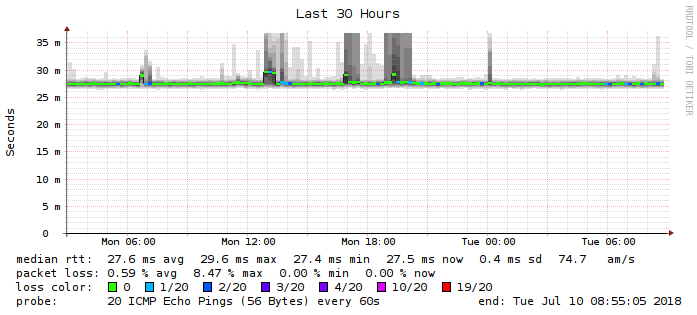 Last 30 Hours
RRDTOOL / TOBI OETIKER
Seconds
35 m
30 m
25 m
20 m
15 m
10 m
5 m
0
Mon 06:00 Mon 12:00 Mon 18:00 Tue 00:00 Tue 06:00
median rtt: 27.6 ms avg 29.6 ms max 27.4 ms min 27.5 ms now 0.4 ms sd 74.7 am/s
packet loss: 0.59 % avg 8.47 % max 0.00 % min 0.00 % now
loss color: 0 1/20 2/20 3/20 4/20 10/20 19/20
probe: 20 ICMP Echo Pings (56 Bytes) every 60s end: Tue Jul 10 08:55:05 2018